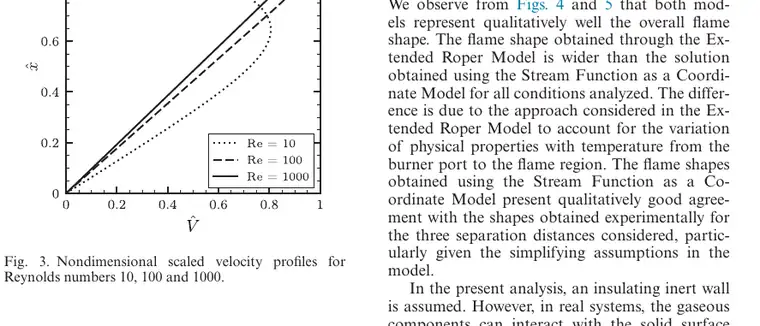 0.6
0.4
x̂
0.2
0
Re = 10
Re = 100
Re = 1000
0 0.2 0.4 0.6 0.8 1
V̂
Fig. 3. Nondimensional scaled velocity profiles for
Reynolds numbers 10, 100 and 1000.
We observe from Figs. 4 and 5 that both mod-
els represent qualitatively well the overall flame
shape. The flame shape obtained through the Ex-
tended Roper Model is wider than the solution
obtained using the Stream Function as a Coordi-
nate Model for all conditions analyzed. The differ-
ence is due to the approach considered in the Ex-
tended Roper Model to account for the variation
of physical properties with temperature from the
burner port to the flame region. The flame shapes
obtained using the Stream Function as a Co-
ordinate Model present qualitatively good agree-
ment with the shapes obtained experimentally for
the three separation distances considered, partic-
ularly given the simplifying assumptions in the
model.
In the present analysis, an insulating inert wall
is assumed. However, in real systems, the gaseous
components can interact with the solid surface